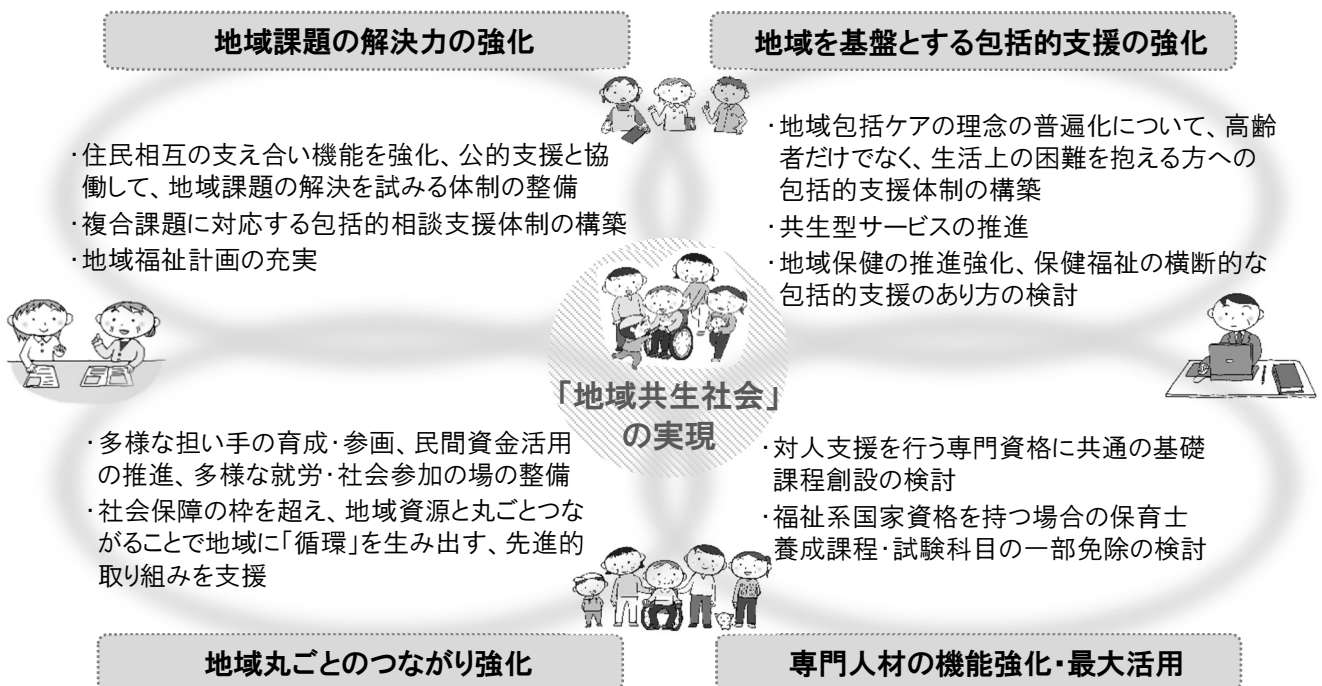 地域課題の解決力の強化
地域を基盤とする包括的支援の強化
・住民相互の支え合い機能を強化、公的支援と協
働して、地域課題の解決を試みる体制の整備
・複合課題に対応する包括的相談支援体制の構築
・地域福祉計画の充実
・地域包括ケアの理念の普遍化について、高齢
者だけでなく、生活上の困難を抱える方への
包括的支援体制の構築
・共生型サービスの推進
・地域保健の推進強化、保健福祉の横断的な
包括的支援のあり方の検討
「地域共生社会」
の実現
・多様な担い手の育成・参画、民間資金活用
の推進、多様な就労・社会参加の場の整備
・社会保障の枠を超え、地域資源と丸ごとつな
がることで地域に「循環」を生み出す、先進的
取り組みを支援
・対人支援を行う専門資格に共通の基礎
課程創設の検討
・福祉系国家資格を持つ場合の保育士
養成課程・試験科目の一部免除の検討
地域丸ごとのつながり強化
専門人材の機能強化・最大活用